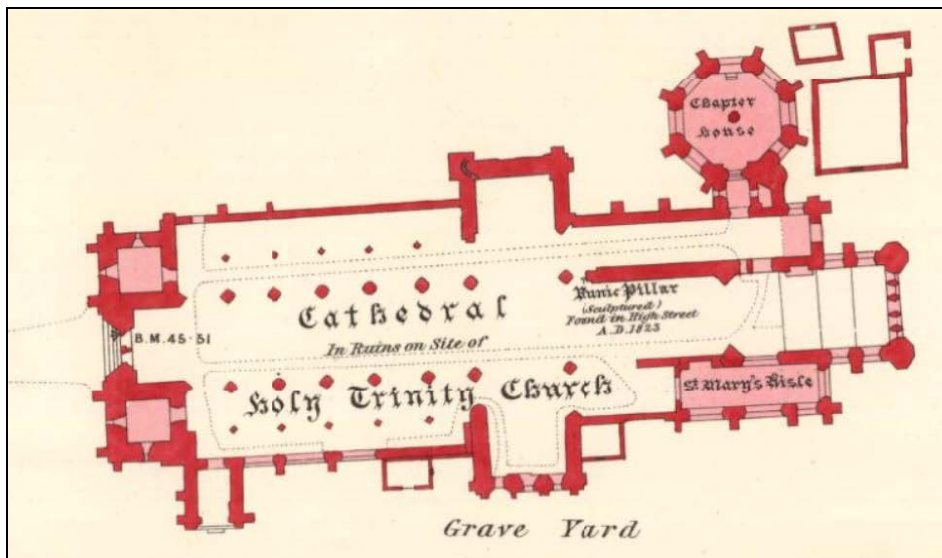 Chapter
House
Cathedral
Runic Pillar
(Sculptured)
Found in High Street
A.D. 1823
B.M. 45·51
In Ruins on Site of
Holy Trinity Church
St. Mary's Aisle
Grave Yard